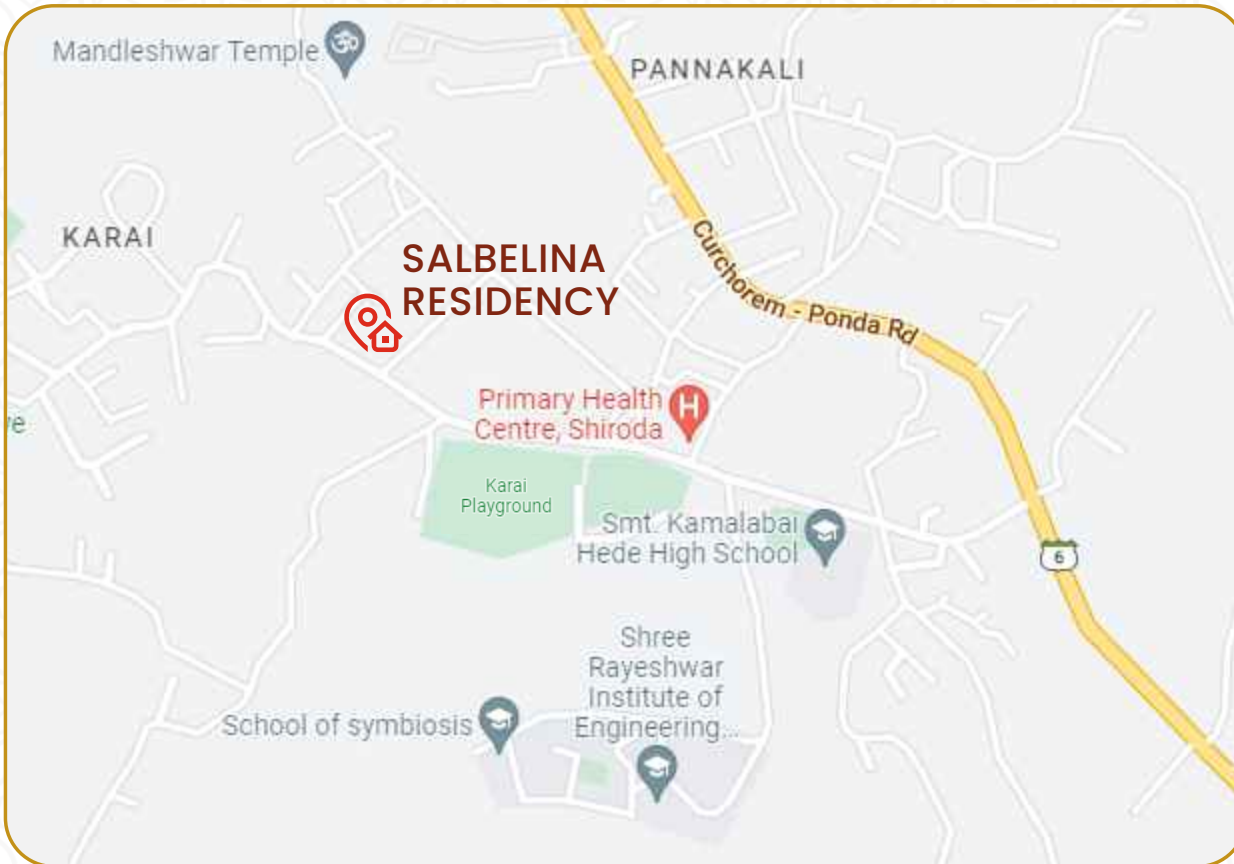 Mandleshwar Temple
PANNAKALI
KARAI
SALBELINA
RESIDENCY
Curchorem - Ponda Rd
Primary Health
Centre, Shiroda
H
Karai
Playground
Smt. Kamalabai
Hede High School
6
Shree
Rayeshwar
Institute of
Engineering...
School of symbiosis